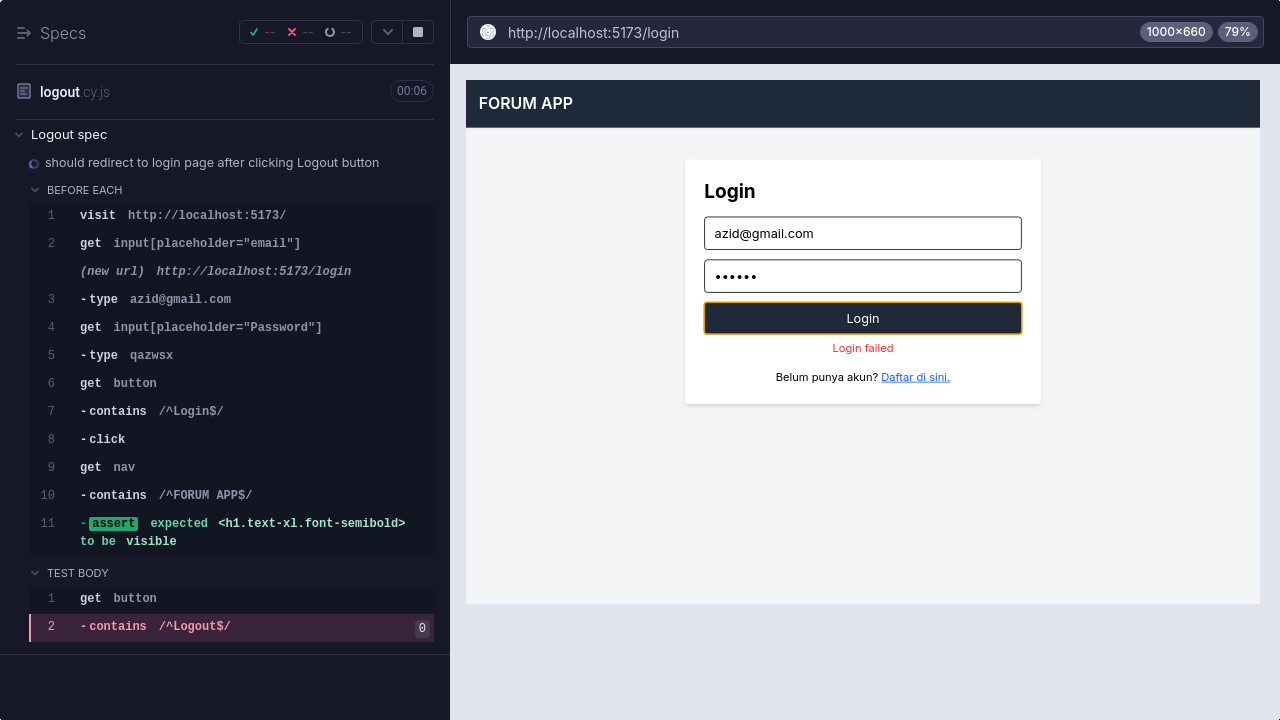 Specs
--
--
--
http://localhost:5173/login
1000×660
79%
logout.cy.js
00:06
Logout spec
should redirect to login page after clicking Logout button
BEFORE EACH
1 visit http://localhost:5173/
2 get input[placeholder="email"]
(new url) http://localhost:5173/login
3 -type azid@gmail.com
4 get input[placeholder="Password"]
5 -type qazwsx
6 get button
7 -contains /^Login$/
8 -click
9 get nav
10 -contains /^FORUM APP$/
11 -assert expected <h1.text-xl.font-semibold>
to be visible
TEST BODY
1 get button
2 -contains /^Logout$/ 0
FORUM APP
Login
azid@gmail.com
••••••
Login
Login failed
Belum punya akun? Daftar di sini.